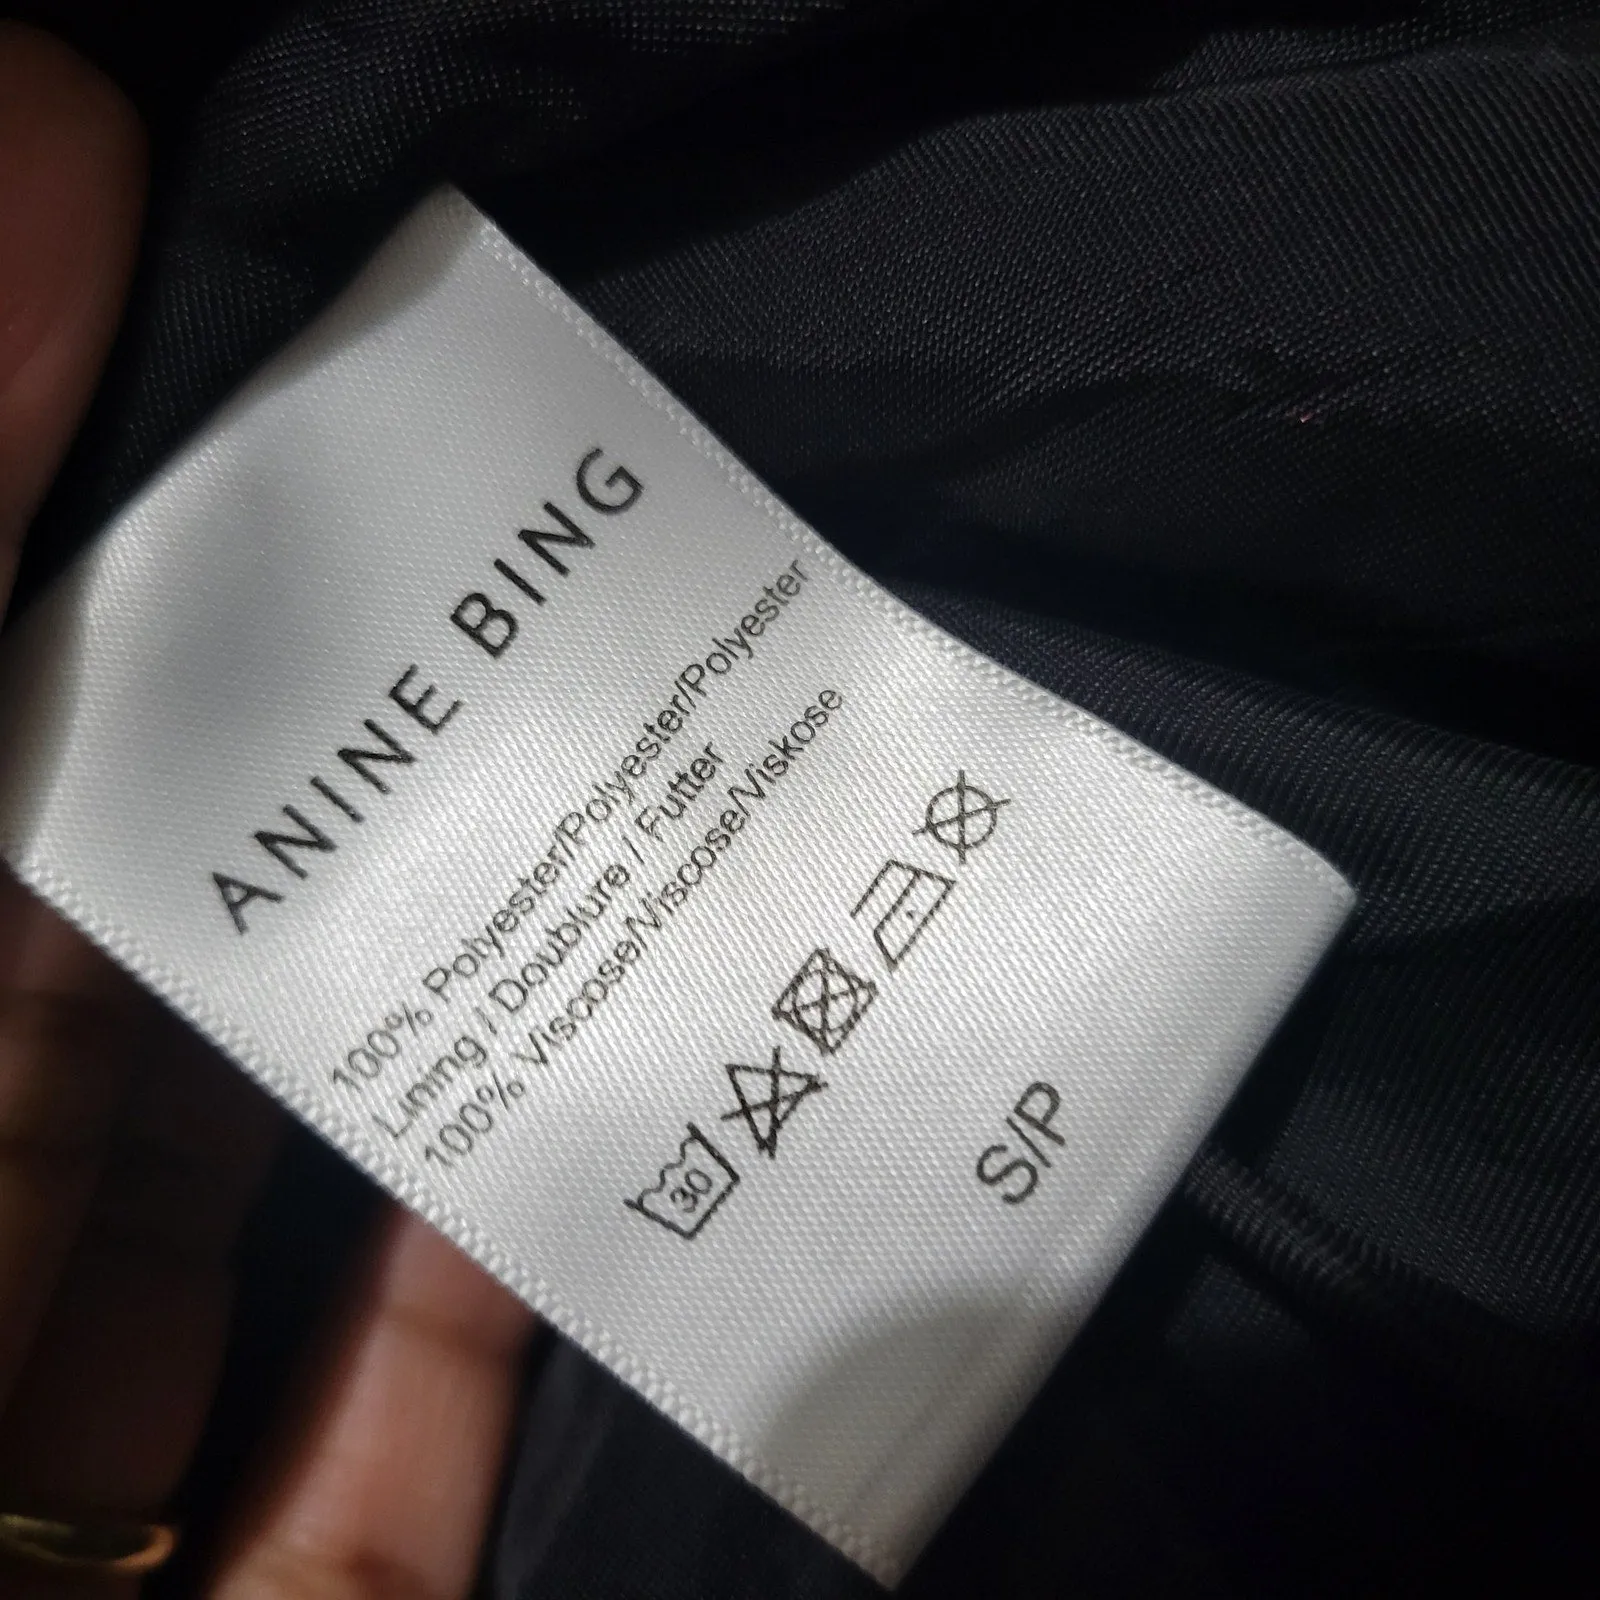 ANINE BING
100% Polyester/Polyester/Polyester
Lining / Doublure / Futter
100% Viscose/Viscose/Viskose
30
S/P